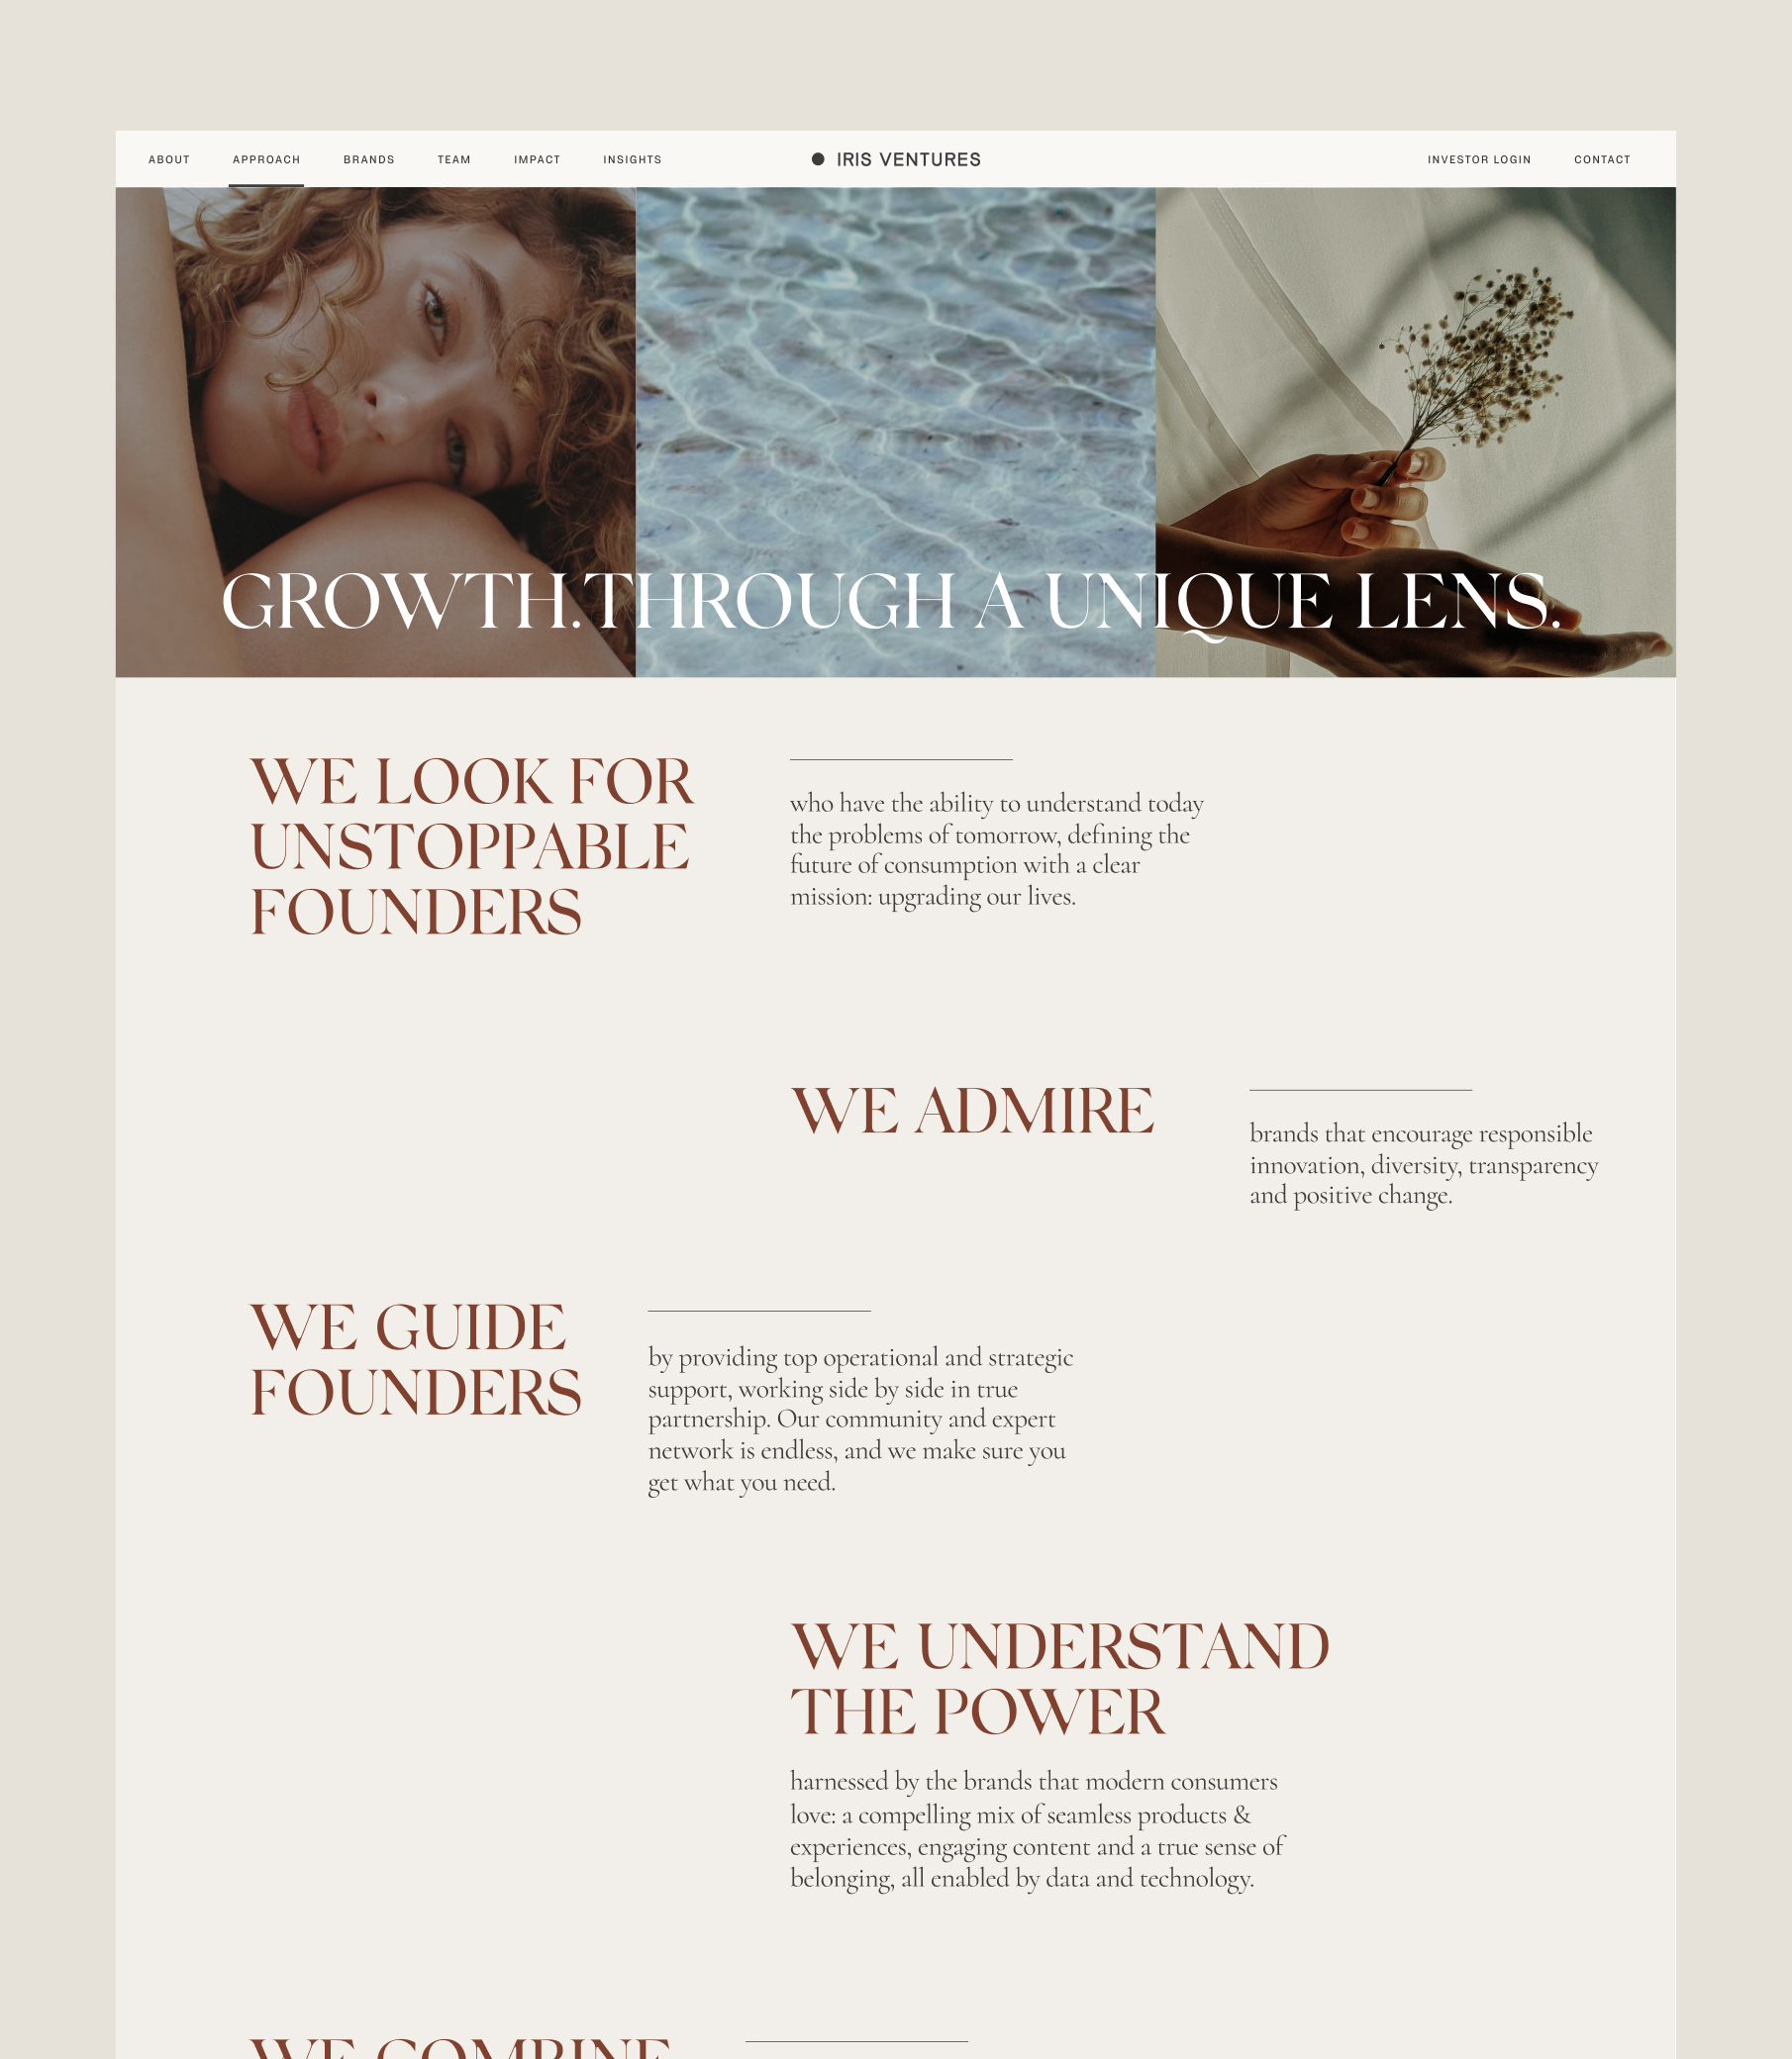 ABOUT APPROACH BRANDS TEAM IMPACT INSIGHTS IRIS VENTURES INVESTOR LOGIN CONTACT
GROWTH. THROUGH A UNIQUE LENS.
WE LOOK FOR
UNSTOPPABLE
FOUNDERS
who have the ability to understand today
the problems of tomorrow, defining the
future of consumption with a clear
mission: upgrading our lives.
WE ADMIRE
brands that encourage responsible
innovation, diversity, transparency
and positive change.
WE GUIDE
FOUNDERS
by providing top operational and strategic
support, working side by side in true
partnership. Our community and expert
network is endless, and we make sure you
get what you need.
WE UNDERSTAND
THE POWER
harnessed by the brands that modern consumers
love: a compelling mix of seamless products &
experiences, engaging content and a true sense of
belonging, all enabled by data and technology.
WE COMBINE